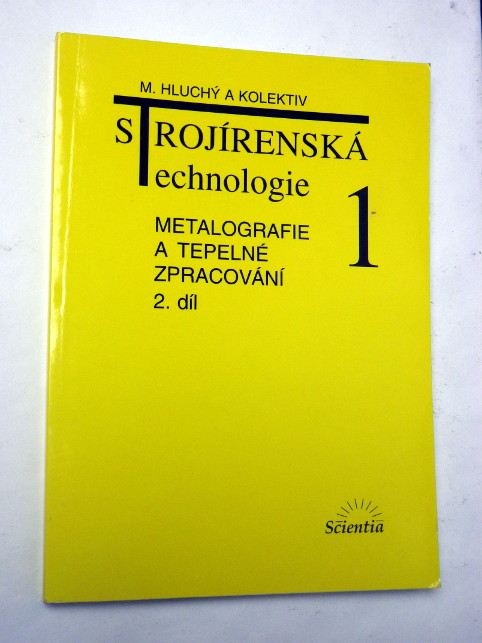 M. HLUCHÝ A KOLEKTIV
STROJÍRENSKÁ
Technologie 1
METALOGRAFIE
A TEPELNÉ
ZPRACOVÁNÍ
2. díl
Scientia